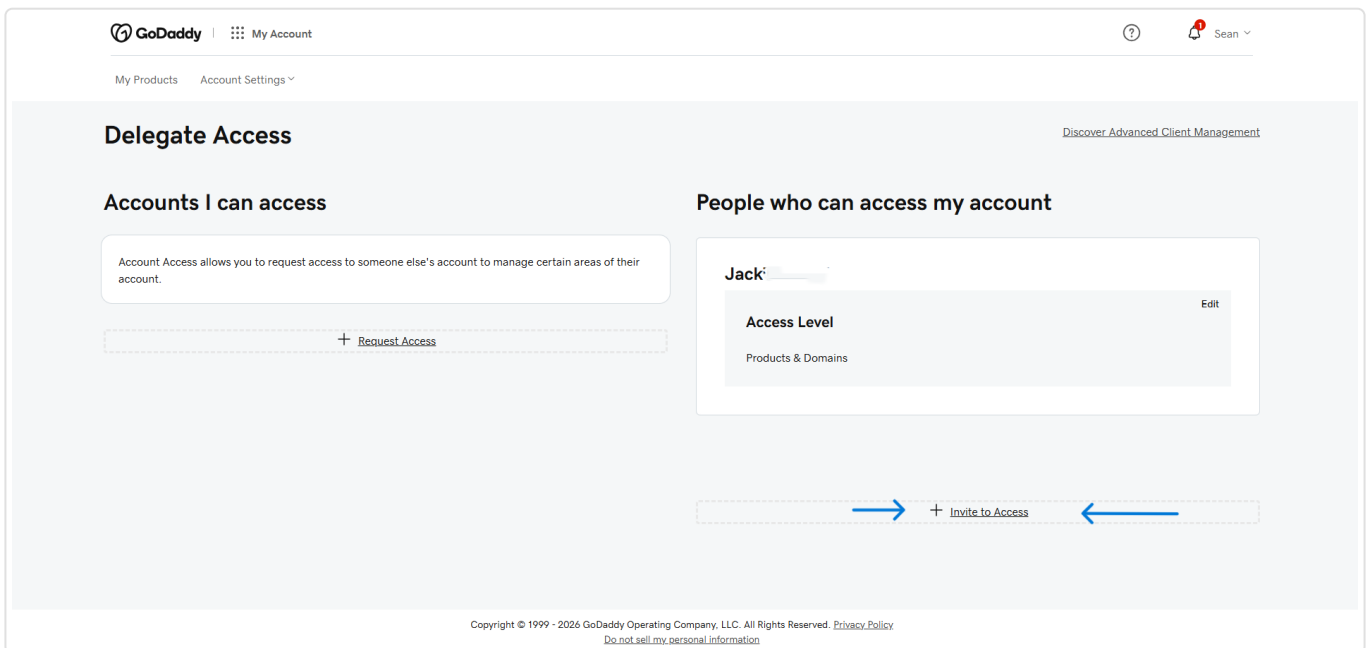 GoDaddy My Account 1 Sean
My Products Account Settings
Delegate Access
Discover Advanced Client Management
Accounts I can access
Account Access allows you to request access to someone else's account to manage certain areas of their
account.
+ Request Access
People who can access my account
Jack
Edit
Access Level
Products & Domains
+ Invite to Access
Copyright © 1999 - 2026 GoDaddy Operating Company, LLC. All Rights Reserved. Privacy Policy
Do not sell my personal information